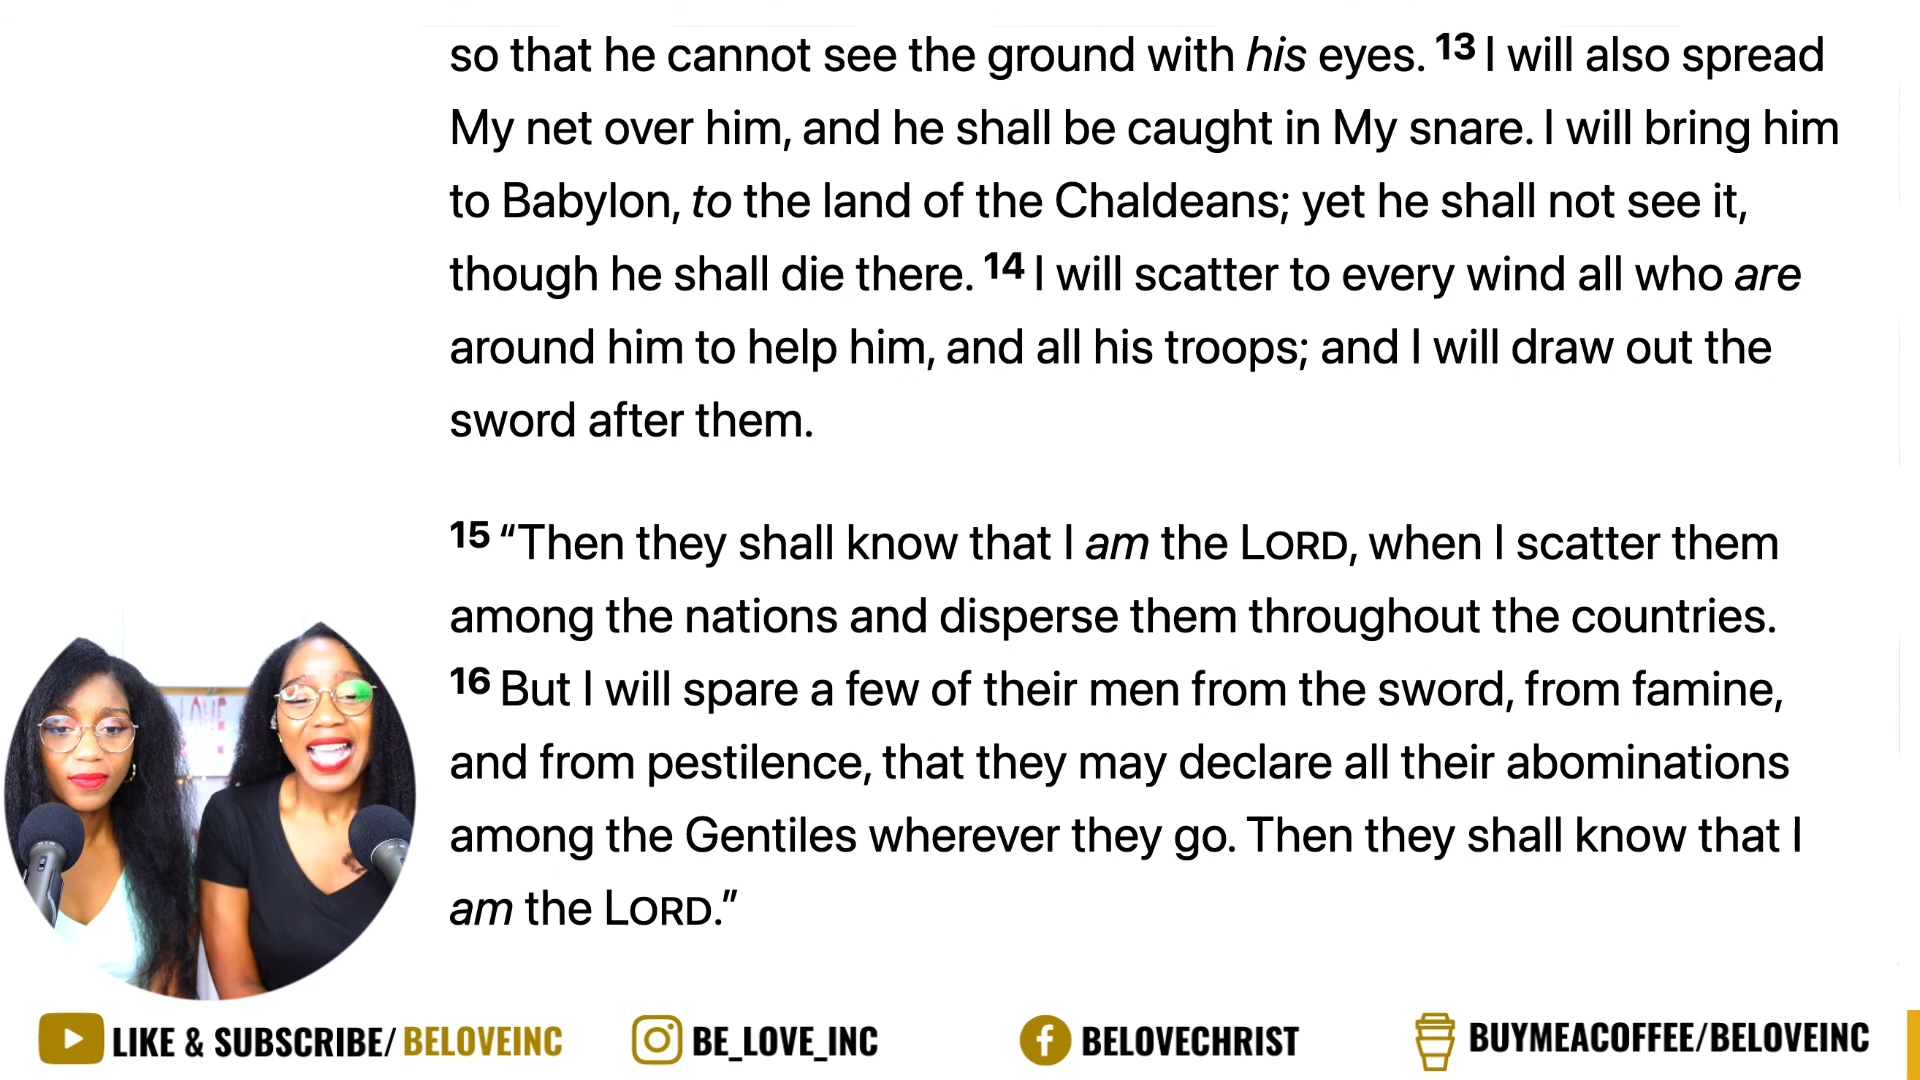 so that he cannot see the ground with his eyes. 13 I will also spread
My net over him, and he shall be caught in My snare. I will bring him
to Babylon, to the land of the Chaldeans; yet he shall not see it,
though he shall die there. 14 I will scatter to every wind all who are
around him to help him, and all his troops; and I will draw out the
sword after them.
15 “Then they shall know that I am the LORD, when I scatter them
among the nations and disperse them throughout the countries.
16 But I will spare a few of their men from the sword, from famine,
and from pestilence, that they may declare all their abominations
among the Gentiles wherever they go. Then they shall know that I
am the LORD.”
LOVE
LIKE & SUBSCRIBE/ BELOVEINC
BE_LOVE_INC
BELOVECHRIST
BUYMEACOFFEE/BELOVEINC